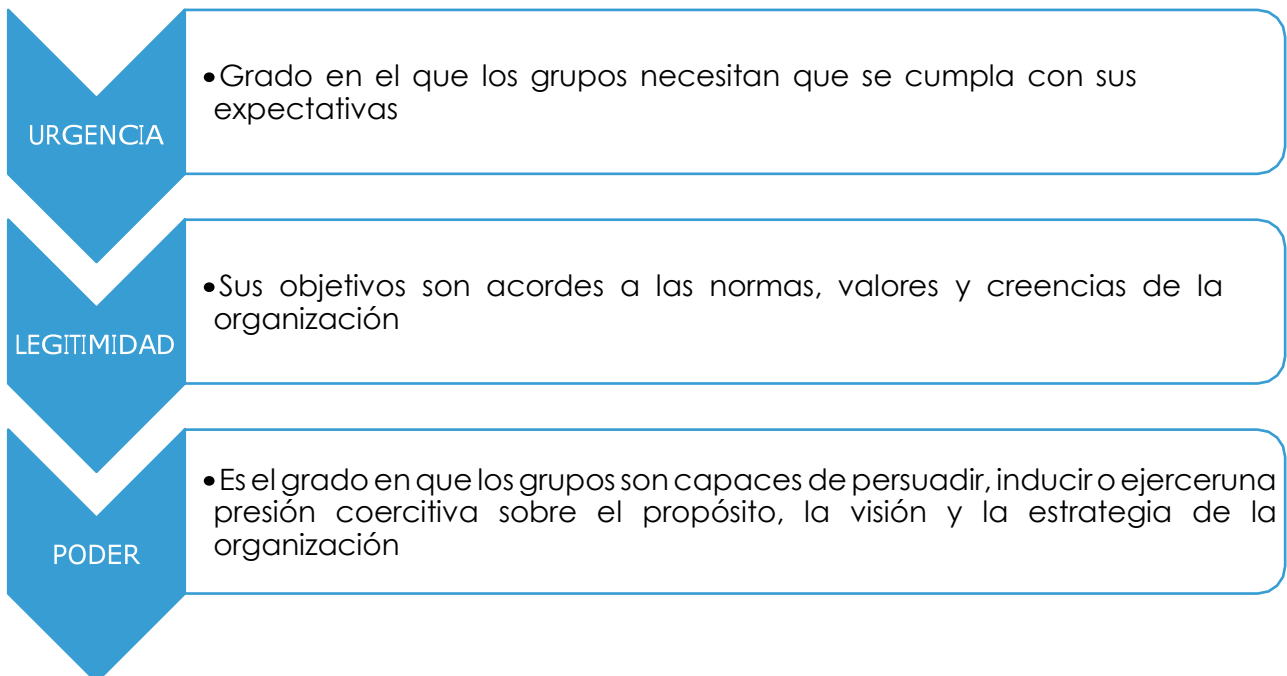 URGENCIA
•Grado en el que los grupos necesitan que se cumpla con sus
expectativas
LEGITIMIDAD
•Sus objetivos son acordes a las normas, valores y creencias de la
organización
PODER
•Es el grado en que los grupos son capaces de persuadir, inducir o ejerceruna
presión coercitiva sobre el propósito, la visión y la estrategia de la
organización